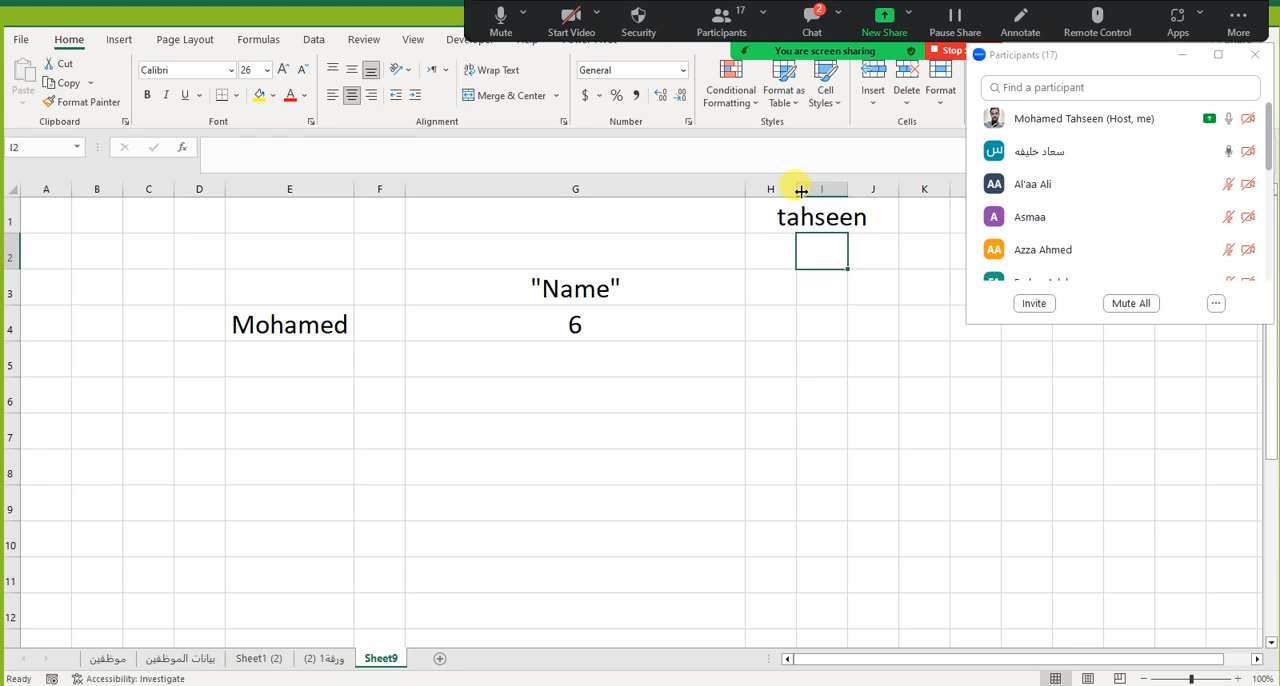 Mute
Start Video
Security
Participants
17
Chat
2
New Share
Pause Share
Annotate
Remote Control
Apps
More
You are screen sharing
Stop
File
Home
Insert
Page Layout
Formulas
Data
Review
View
Cut
Copy
Format Painter
Paste
Clipboard
Calibri
26
A A
B I U
A
Font
Wrap Text
Merge & Center
Alignment
General
$ % 9
Number
Conditional
Formatting
Format as
Table
Cell
Styles
Styles
Insert
Delete
Format
Cells
Participants (17)
Find a participant
Mohamed Tahseen (Host, me)
س
سعاد خليفه
AA
Al'aa Ali
A
Asmaa
AA
Azza Ahmed
Invite
Mute All
...
I2
fx
A B C D E F G H I J K
1
tahseen
2
3
"Name"
4
Mohamed
6
5
6
7
8
9
10
11
12
موظفين
بيانات الموظفين
Sheet1 (2)
ورقة1 (2)
Sheet9
Ready
Accessibility: Investigate
100%